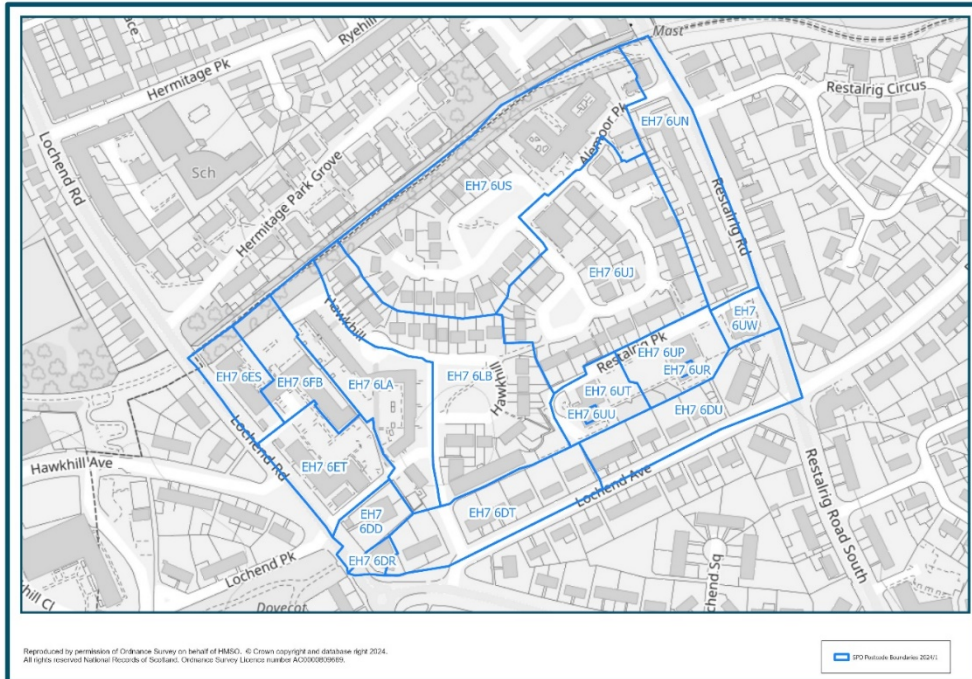 Mast
Ryehill
Hermitage Pk
Restalrig Circus
Lochend Rd
EH7 6UN
Alemoor Pk
Sch
Hermitage Park Grove
EH7 6US
Restalrig Rd
EH7 6UJ
Hawkhill
EH7
6UW
Restalrig Pk
EH7 6UP
EH7 6ES
EH7 6FB
EH7 6LA
EH7 6LB
Hawkhill
EH7 6UR
EH7 6UT
EH7 6UU
EH7 6DU
Lochend Rd
Hawkhill Ave
EH7 6ET
Lochend Ave
Restalrig Road South
EH7
6DD
EH7 6DT
EH7 6DR
Lochend Pk
ochend Sq
hill Cl
Dovecot
Reproduced by permission of Ordnance Survey on behalf of HMSO. © Crown copyright and database right 2024.
All rights reserved National Records of Scotland. Ordnance Survey Licence number AC0000809689.
SPD Postcode Boundaries 2024/1